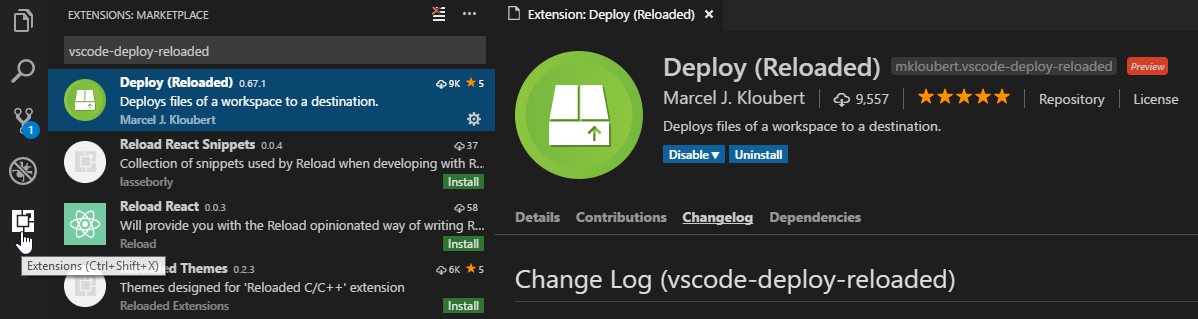 EXTENSIONS: MARKETPLACE
vscode-deploy-reloaded
Deploy (Reloaded) 0.67.1 9K 5
Deploys files of a workspace to a destination.
Marcel J. Kloubert
Reload React Snippets 0.0.4 37
Collection of snippets used by Reload when developing with R...
lasseborly Install
Reload React 0.0.3 58
Will provide you with the Reload opinionated way of writing R...
Reload Install
ed Themes 0.2.3 6K 5
Themes designed for 'Reloaded C/C++' extension
Reloaded Extensions Install
1
Extensions (Ctrl+Shift+X)
Extension: Deploy (Reloaded)
Deploy (Reloaded) mkloubert.vscode-deploy-reloaded Preview
Marcel J. Kloubert 9,557 Repository License
Deploys files of a workspace to a destination.
Disable Uninstall
Details Contributions Changelog Dependencies
Change Log (vscode-deploy-reloaded)